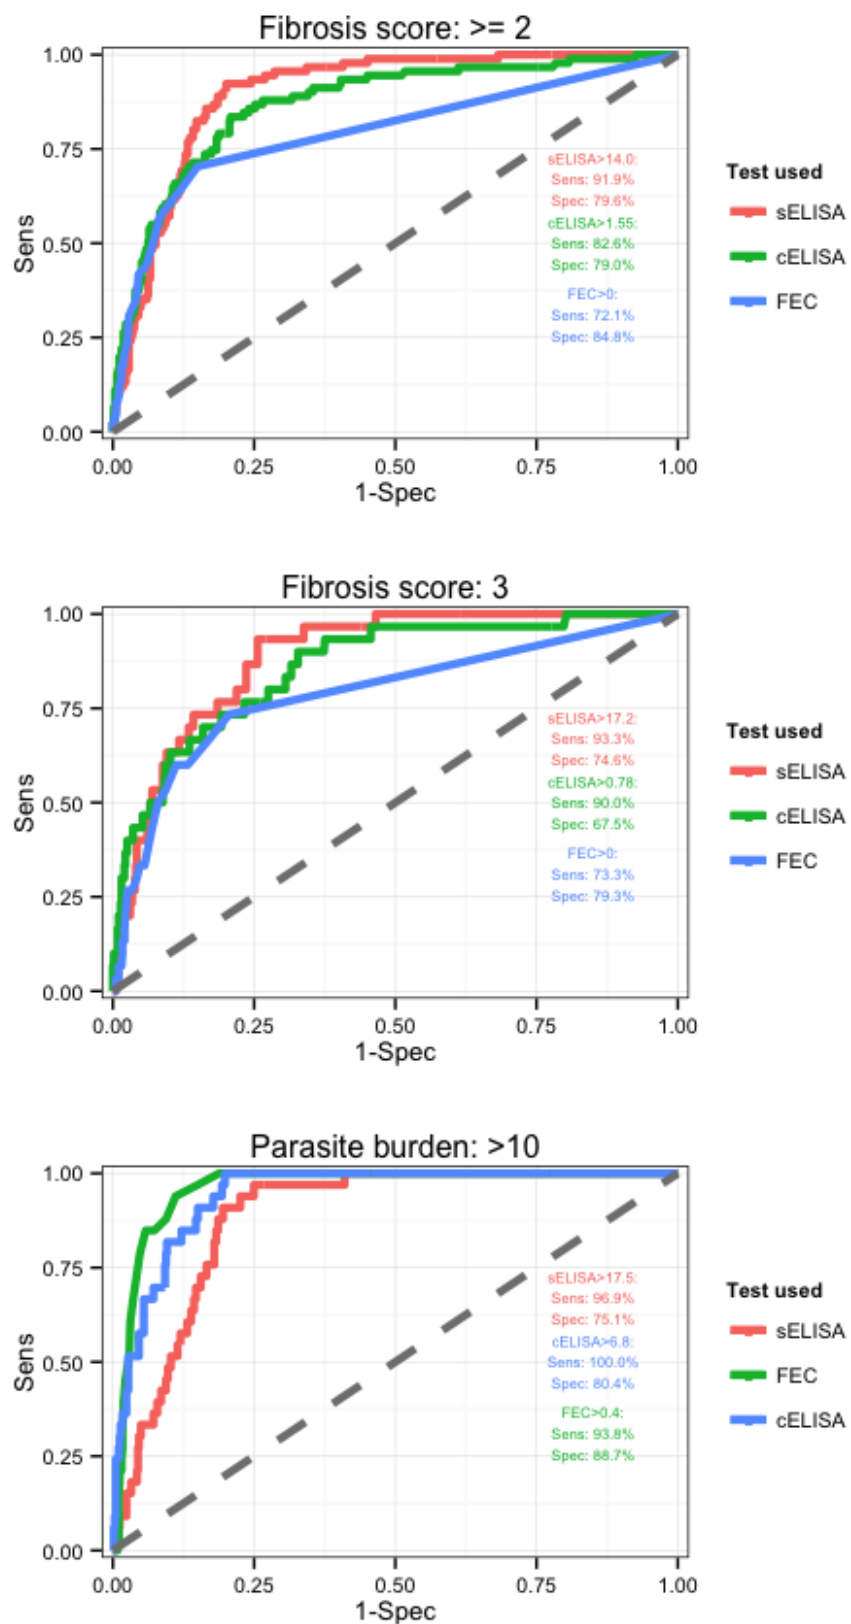 Fibrosis score: >= 2
1.00
0.75
0.50
0.25
0.00
Sens
0.00 0.25 0.50 0.75 1.00
1-Spec
sELISA>14.0:
Sens: 91.9%
Spec: 79.6%
cELISA>1.55:
Sens: 82.6%
Spec: 79.0%
FEC>0:
Sens: 72.1%
Spec: 84.8%
Test used
sELISA
cELISA
FEC
Fibrosis score: 3
1.00
0.75
0.50
0.25
0.00
Sens
0.00 0.25 0.50 0.75 1.00
1-Spec
sELISA>17.2:
Sens: 93.3%
Spec: 74.6%
cELISA>0.78:
Sens: 90.0%
Spec: 67.5%
FEC>0:
Sens: 73.3%
Spec: 79.3%
Test used
sELISA
cELISA
FEC
Parasite burden: >10
1.00
0.75
0.50
0.25
0.00
Sens
0.00 0.25 0.50 0.75 1.00
1-Spec
sELISA>17.5:
Sens: 96.9%
Spec: 75.1%
cELISA>6.8:
Sens: 100.0%
Spec: 80.4%
FEC>0.4:
Sens: 93.8%
Spec: 88.7%
Test used
sELISA
FEC
cELISA